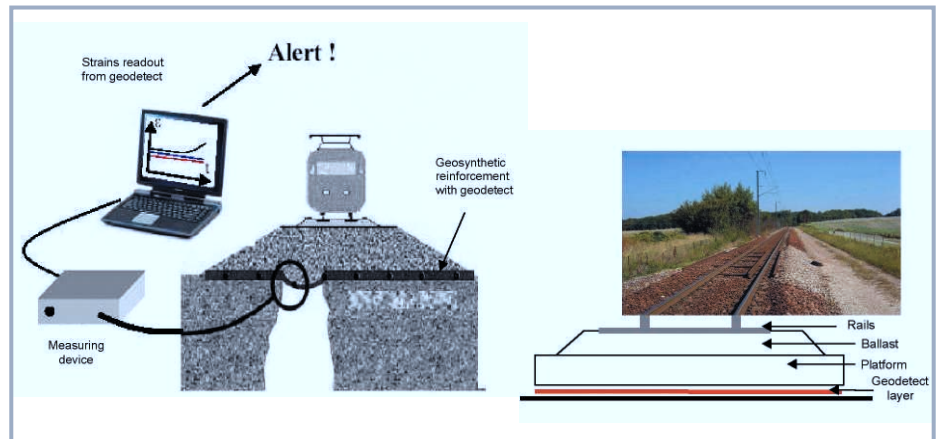 Alert !
Strains readout
from geodetect
ε
t
Geosynthetic
reinforcement
with geodetect
Measuring
device
Rails
Ballast
Platform
Geodetect
layer